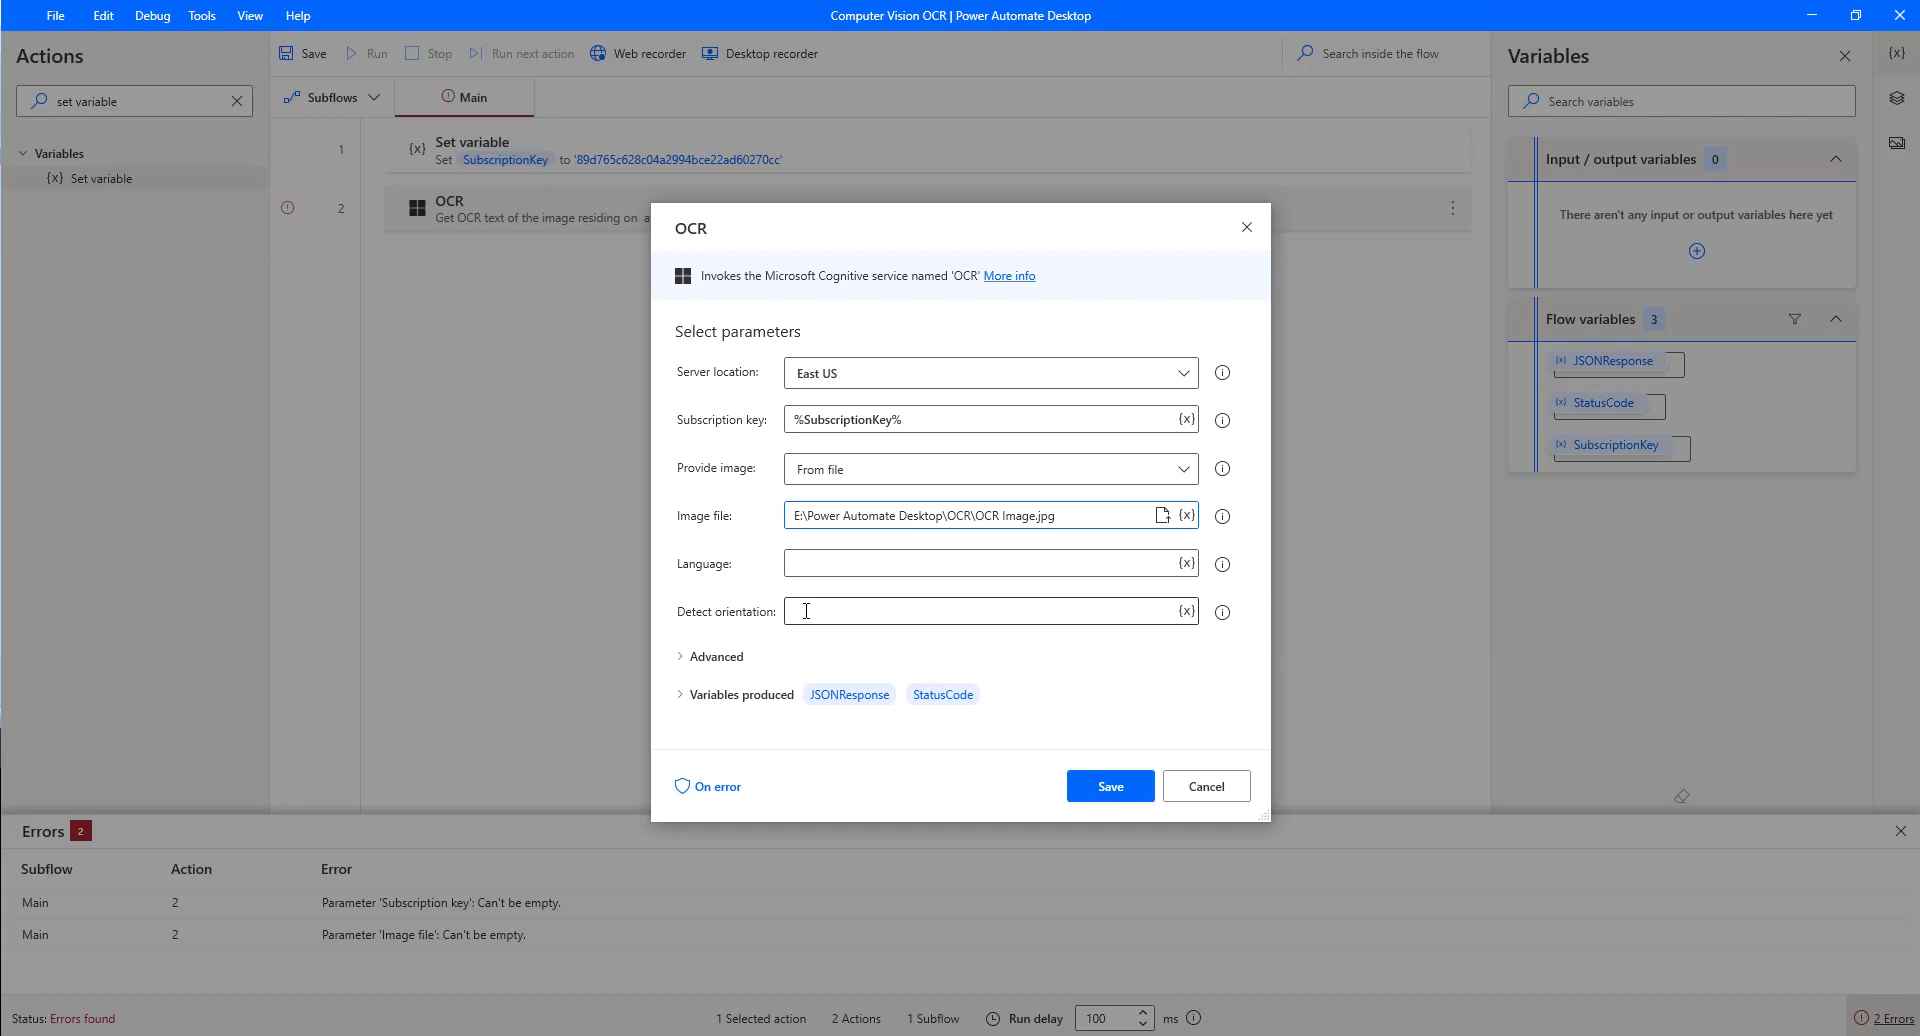 File Edit Debug Tools View Help
Computer Vision OCR | Power Automate Desktop
Actions
set variable
Variables
{x} Set variable
Save Run Stop Run next action Web recorder Desktop recorder
Search inside the flow
Subflows Main
1
{x} Set variable
Set SubscriptionKey to '89d765c628c04a2994bce22ad60270cc'
2
OCR
Get OCR text of the image residing on a
OCR
Invokes the Microsoft Cognitive service named 'OCR' More info
Select parameters
Server location: East US
Subscription key: %SubscriptionKey% {x}
Provide image: From file
Image file: E:\Power Automate Desktop\OCR\OCR Image.jpg {x}
Language: {x}
Detect orientation: {x}
Advanced
Variables produced JSONResponse StatusCode
On error
Save Cancel
Variables
{x}
Search variables
Input / output variables 0
There aren't any input or output variables here yet
Flow variables 3
(x) JSONResponse
(x) StatusCode
(x) SubscriptionKey
Errors 2
Subflow Action Error
Main 2 Parameter 'Subscription key': Can't be empty.
Main 2 Parameter 'Image file': Can't be empty.
Status: Errors found
1 Selected action 2 Actions 1 Subflow Run delay 100 ms
2 Errors